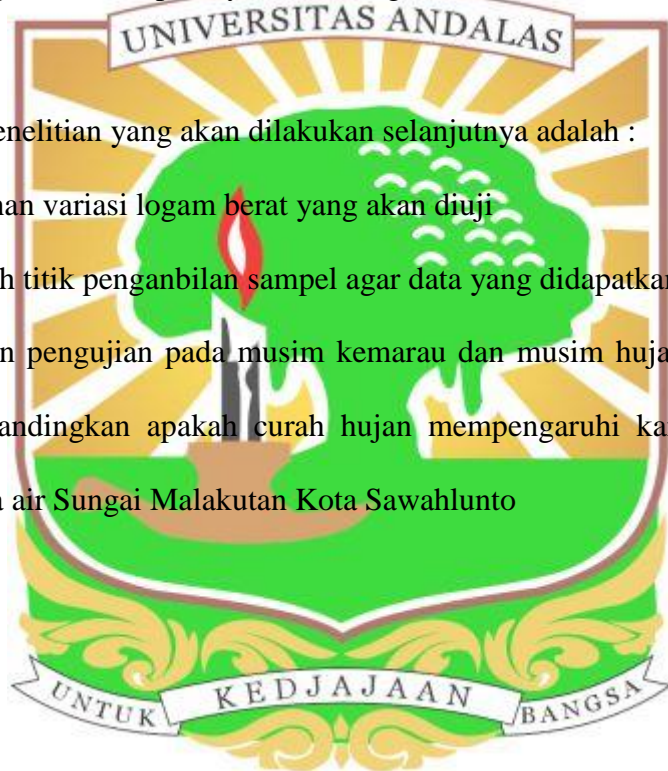 UNIVERSITAS ANDALAS
enelitian yang akan dilakukan selanjutnya adalah :
nan variasi logam berat yang akan diuji
h titik penganbilan sampel agar data yang didapatkan
n pengujian pada musim kemarau dan musim huja
andingkan apakah curah hujan mempengaruhi ka
a air Sungai Malakutan Kota Sawahlunto
UNTUK KEDJAJAAN BANGSA